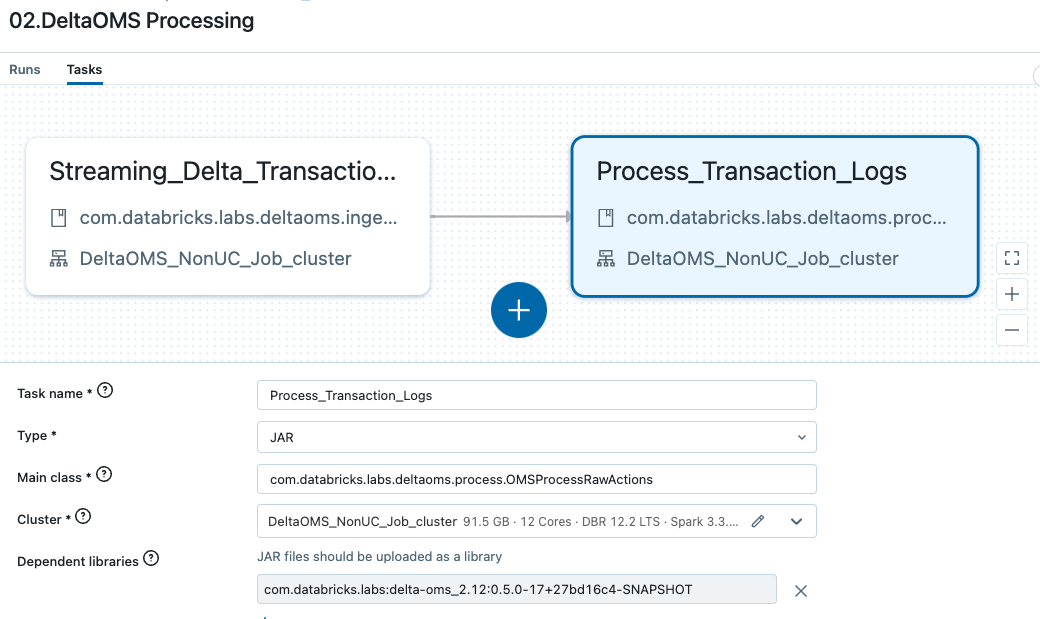 02.DeltaOMS Processing
Runs Tasks
Streaming_Delta_Transactio...
com.databricks.labs.deltaoms.inge...
DeltaOMS_NonUC_Job_cluster
Process_Transaction_Logs
com.databricks.labs.deltaoms.proc...
DeltaOMS_NonUC_Job_cluster
Task name * ?
Process_Transaction_Logs
Type *
JAR
Main class * ?
com.databricks.labs.deltaoms.process.OMSProcessRawActions
Cluster * ?
DeltaOMS_NonUC_Job_cluster 91.5 GB · 12 Cores · DBR 12.2 LTS · Spark 3.3....
Dependent libraries ?
JAR files should be uploaded as a library
com.databricks.labs:delta-oms_2.12:0.5.0-17+27bd16c4-SNAPSHOT